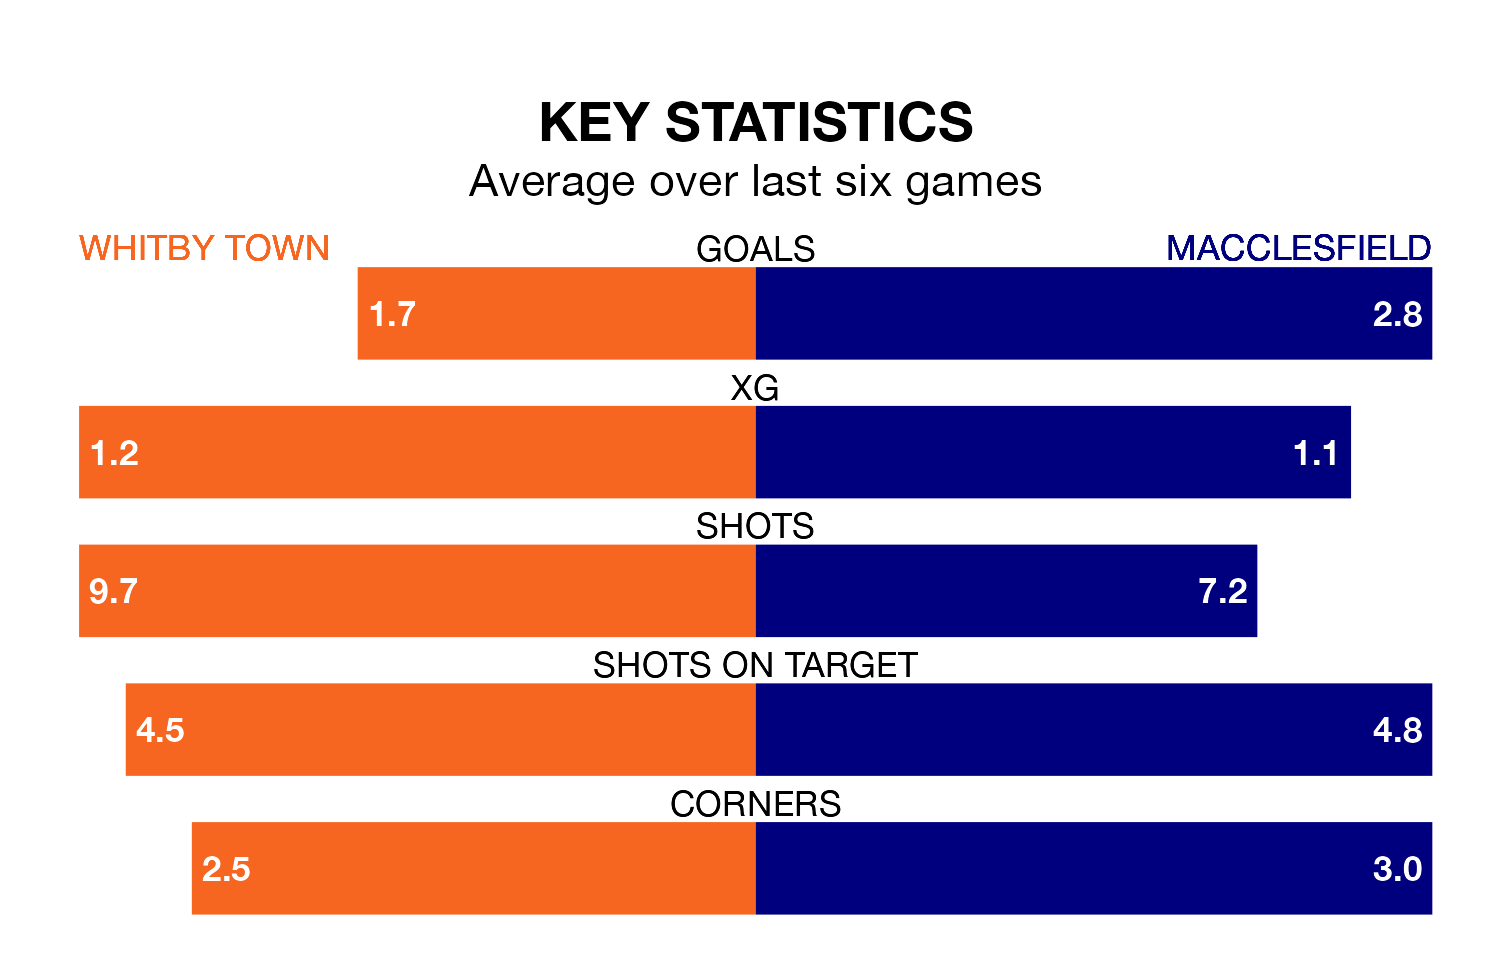 KEY STATISTICS
Average over last six games
WHITBY TOWN GOALS MACCLESFIELD
1.7 2.8
XG
1.2 1.1
SHOTS
9.7 7.2
SHOTS ON TARGET
4.5 4.8
CORNERS
2.5 3.0